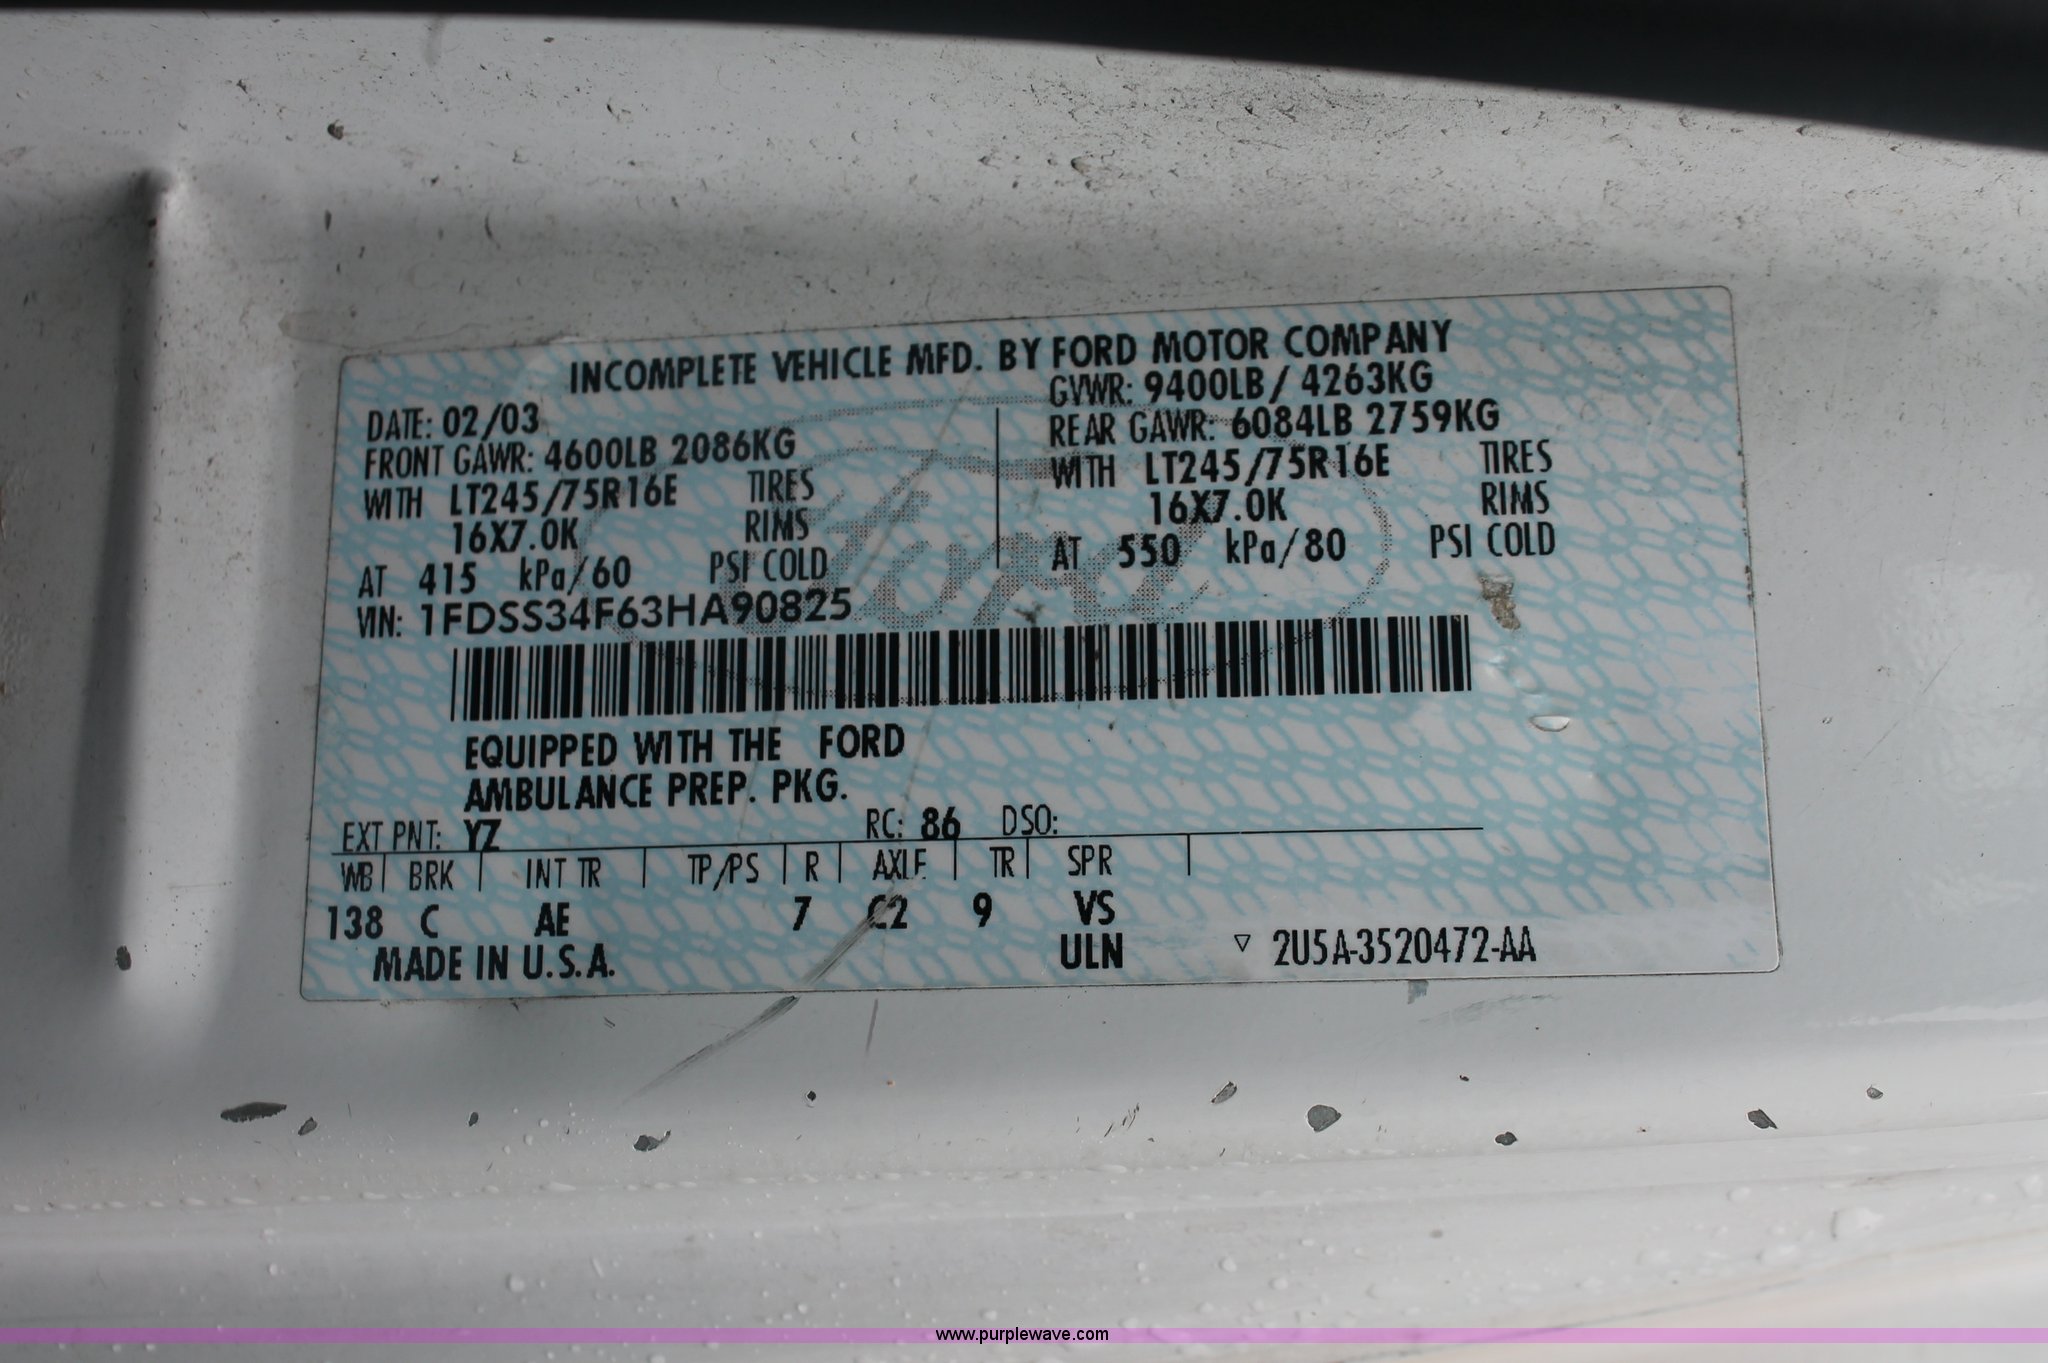 INCOMPLETE VEHICLE MFD. BY FORD MOTOR COMPANY
DATE: 02/03
GVWR: 9400LB / 4263KG
FRONT GAWR: 4600LB 2086KG
REAR GAWR: 6084LB 2759KG
WITH LT245/75R16E TIRES
WITH LT245/75R16E TIRES
16X7.0K RIMS
16X7.0K RIMS
AT 415 kPa/60 PSI COLD
AT 550 kPa/80 PSI COLD
VIN: 1FDSS34F63HA90825
Ford
EQUIPPED WITH THE FORD
AMBULANCE PREP. PKG.
EXT PNT: YZ RC: 86 DSO:
WB BRK INT TR TP/PS R AXLE TR SPR
138 C AE 7 C2 9 VS
MADE IN U.S.A. ULN ▽ 2U5A-3520472-AA
www.purplewave.com